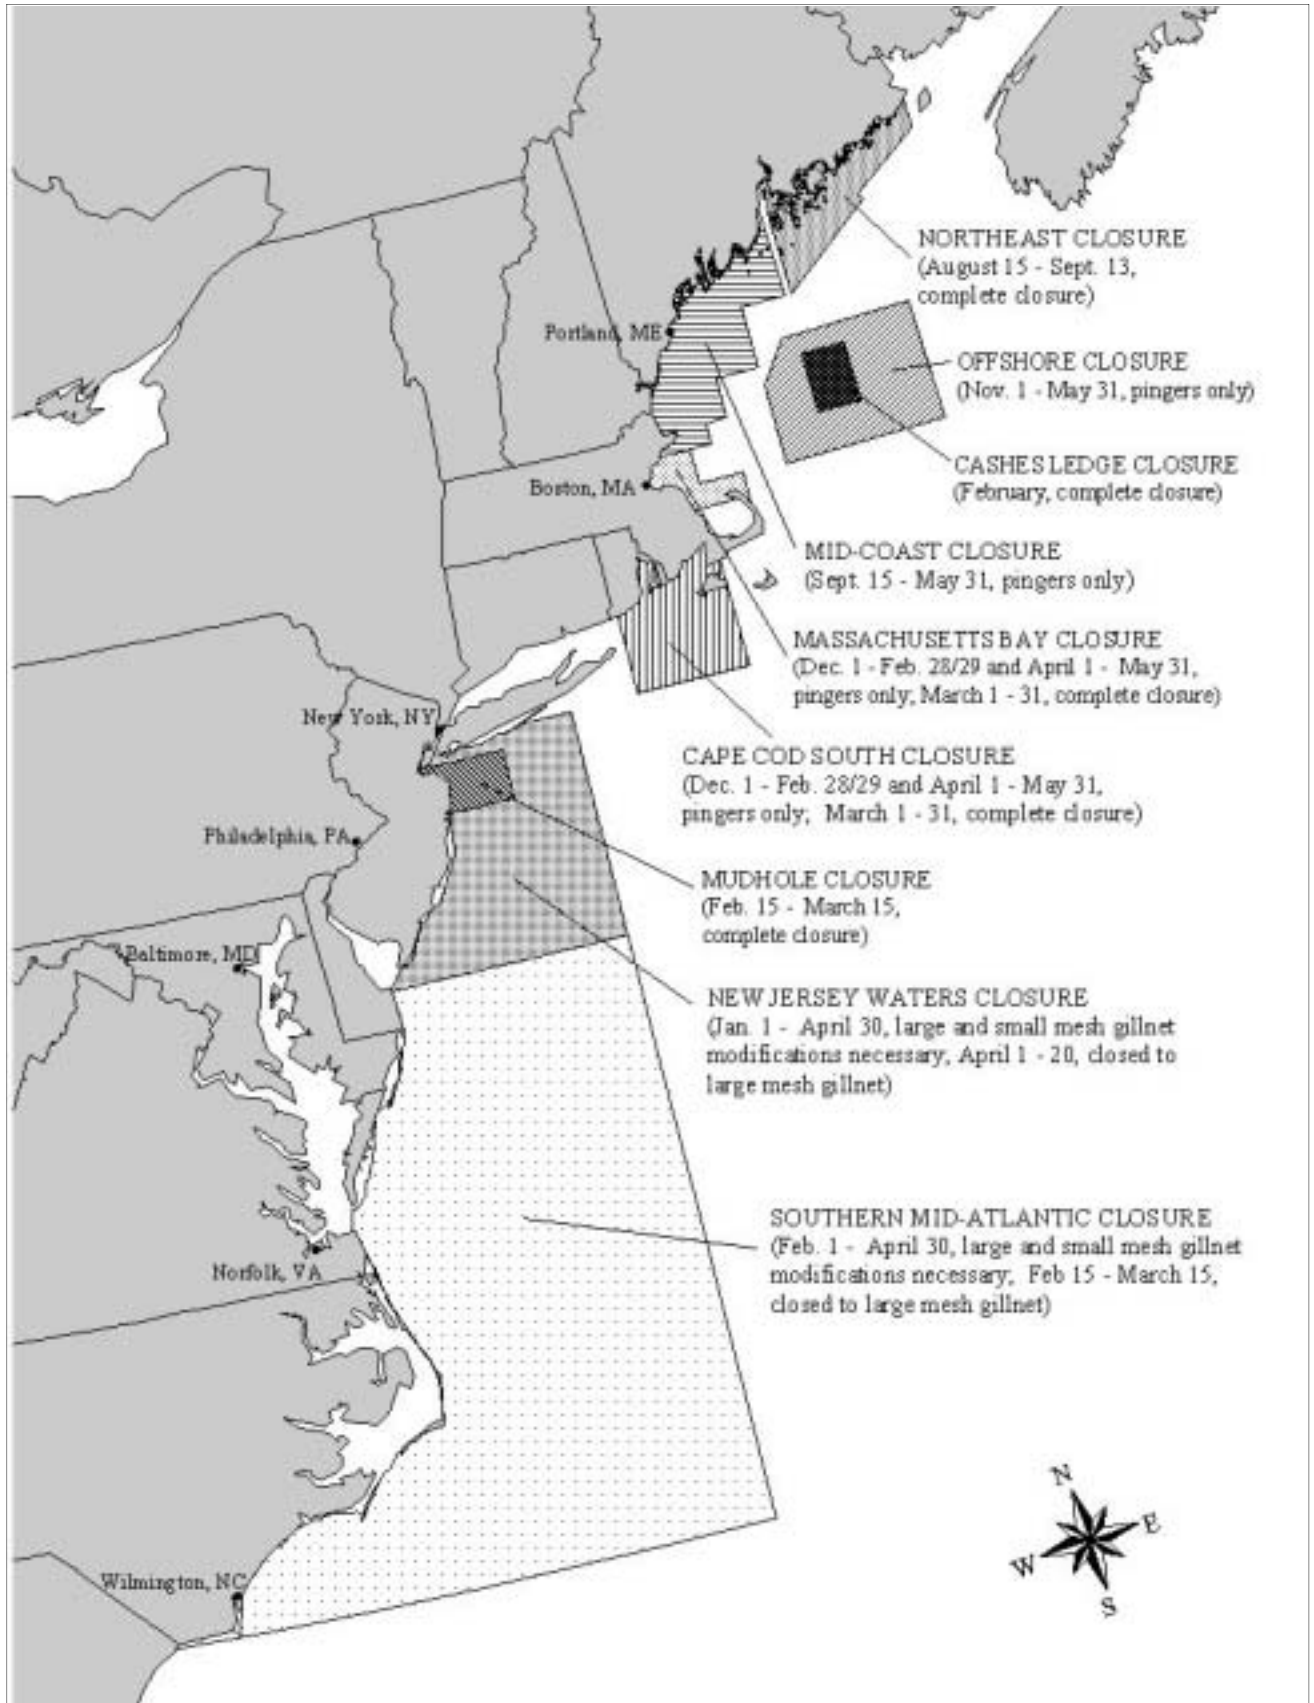 NORTHEAST CLOSURE
(August 15 - Sept. 13,
complete closure)
Portland, ME
OFFSHORE CLOSURE
(Nov. 1 - May 31, pingers only)
CASHES LEDGE CLOSURE
(February, complete closure)
Boston, MA
MID-COAST CLOSURE
(Sept. 15 - May 31, pingers only)
MASSACHUSETTS BAY CLOSURE
(Dec. 1 - Feb. 28/29 and April 1 - May 31,
pingers only; March 1 - 31, complete closure)
New York, NY
CAPE COD SOUTH CLOSURE
(Dec. 1 - Feb. 28/29 and April 1 - May 31,
pingers only; March 1 - 31, complete closure)
Philadelphia, PA
MUDHOLE CLOSURE
(Feb. 15 - March 15,
complete closure)
Baltimore, MD
NEW JERSEY WATERS CLOSURE
(Jan. 1 - April 30, large and small mesh gillnet
modifications necessary; April 1 - 20, closed to
large mesh gillnet)
SOUTHERN MID-ATLANTIC CLOSURE
(Feb. 1 - April 30, large and small mesh gillnet
modifications necessary; Feb 15 - March 15,
closed to large mesh gillnet)
Norfolk, VA
Wilmington, NC
N
E
W
S